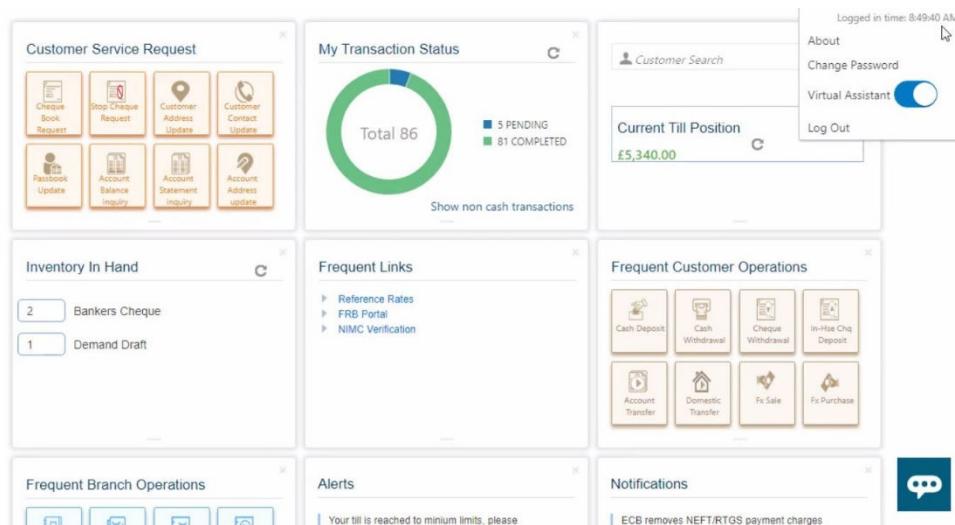 Logged in time: 8:49:40 AM
About
Change Password
Virtual Assistant
Log Out
Customer Service Request
Cheque
Book
Request
Stop Cheque
Request
Customer
Address
Update
Customer
Contact
Update
Passbook
Update
Account
Balance
inquiry
Account
Statement
inquiry
Account
Address
update
My Transaction Status
Total 86
5 PENDING
81 COMPLETED
Show non cash transactions
Customer Search
Current Till Position
£5,340.00
Inventory In Hand
2 Bankers Cheque
1 Demand Draft
Frequent Links
Reference Rates
FRB Portal
NIMC Verification
Frequent Customer Operations
Cash Deposit
Cash
Withdrawal
Cheque
Withdrawal
In-Hse Chq
Deposit
Account
Transfer
Domestic
Transfer
Fx Sale
Fx Purchase
Frequent Branch Operations
Alerts
Your till is reached to minium limits, please
Notifications
ECB removes NEFT/RTGS payment charges